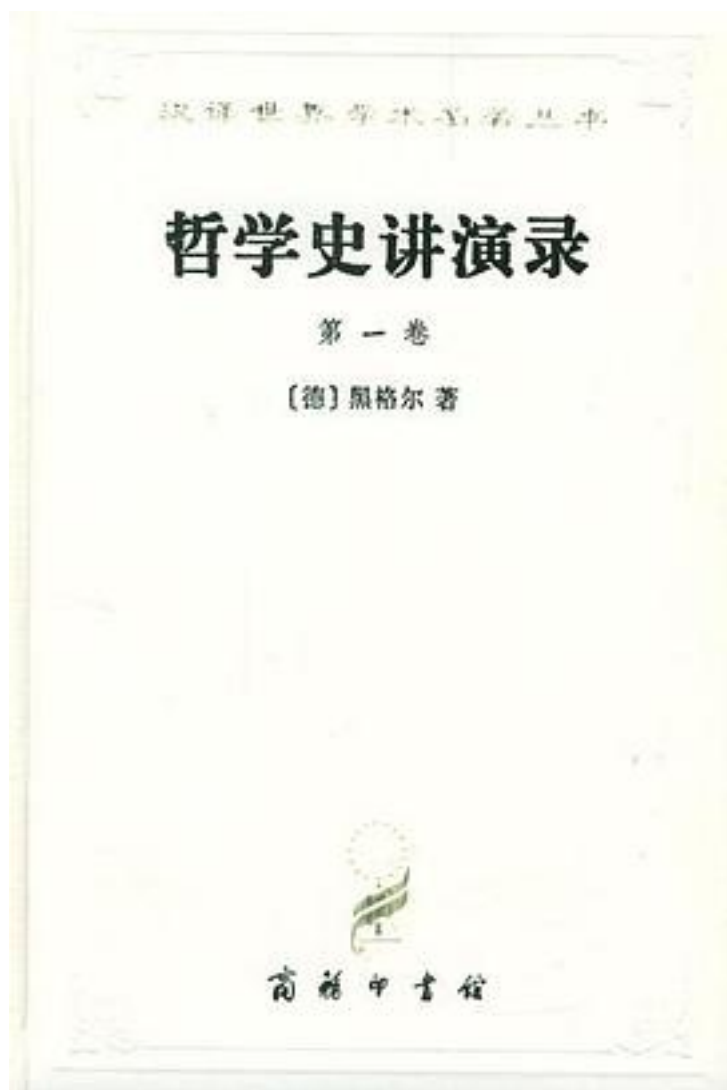 汉译世界学术名著丛书
哲学史讲演录
第一卷
〔德〕黑格尔 著
商务印书馆